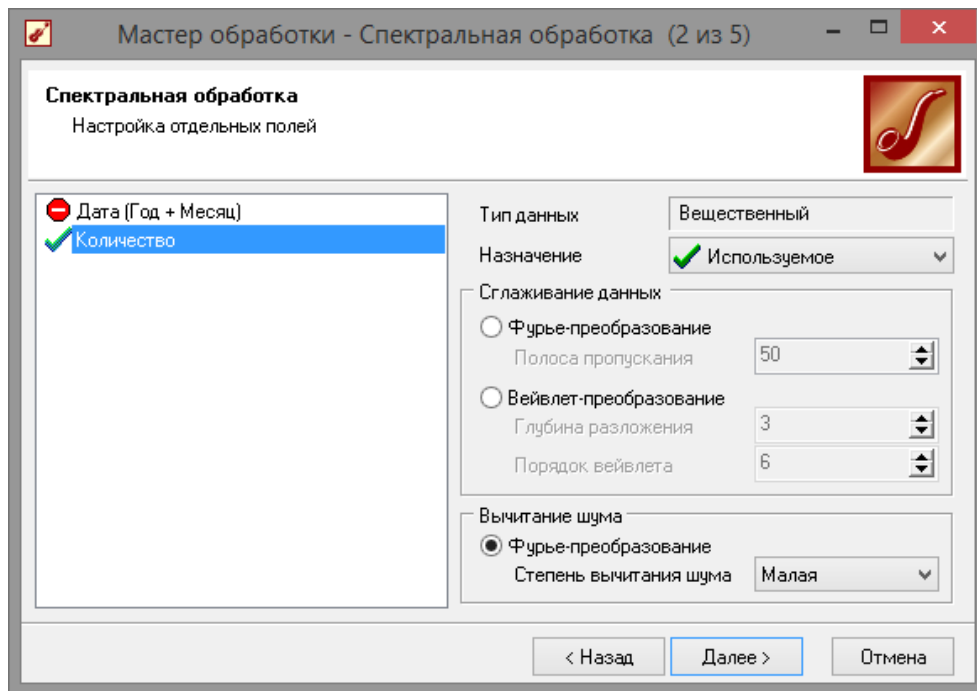 Мастер обработки - Спектральная обработка (2 из 5)
Спектральная обработка
Настройка отдельных полей
Дата (Год + Месяц)
Количество
Тип данных Вещественный
Назначение Используемое
Сглаживание данных
Фурье-преобразование
Полоса пропускания 50
Вейвлет-преобразование
Глубина разложения 3
Порядок вейвлета 6
Вычитание шума
Фурье-преобразование
Степень вычитания шума Малая
< Назад Далее > Отмена